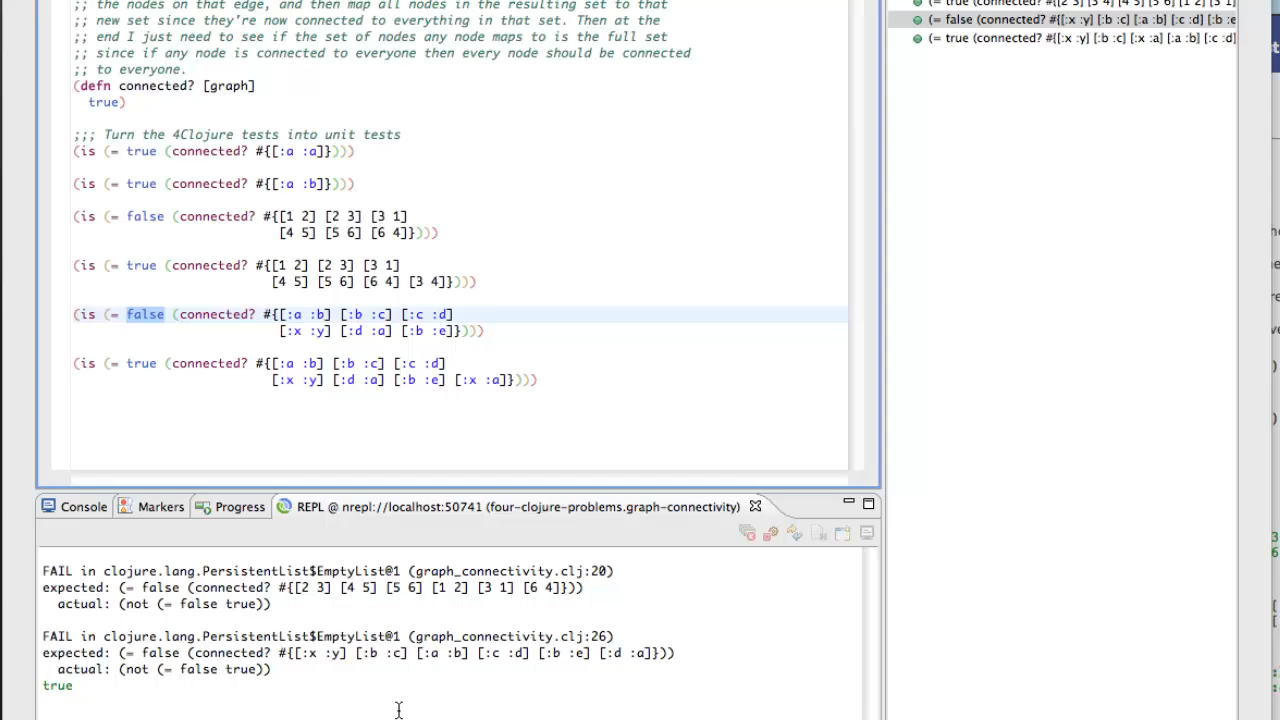 ;; the nodes on that edge, and then map all nodes in the resulting set to that
;; new set since they're now connected to everything in that set. Then at the
;; end I just need to see if the set of nodes any node maps to is the full set
;; since if any node is connected to everyone then every node should be connected
;; to everyone.
(defn connected? [graph]
  true)
;;; Turn the 4Clojure tests into unit tests
(is (= true (connected? #{[:a :a]})))
(is (= true (connected? #{[:a :b]})))
(is (= false (connected? #{[1 2] [2 3] [3 1]
[4 5] [5 6] [6 4]})))
(is (= true (connected? #{[1 2] [2 3] [3 1]
[4 5] [5 6] [6 4] [3 4]})))
(is (= false (connected? #{[:a :b] [:b :c] [:c :d]
[:x :y] [:d :a] [:b :e]})))
(is (= true (connected? #{[:a :b] [:b :c] [:c :d]
[:x :y] [:d :a] [:b :e] [:x :a]})))
(= false (connected? #{[:x :y] [:b :c] [:a :b] [:c :d] [:b :e
(= true (connected? #{[:x :y] [:b :c] [:x :a] [:a :b] [:c :d]
Console Markers Progress REPL @ nrepl://localhost:50741 (four-clojure-problems.graph-connectivity)
FAIL in clojure.lang.PersistentList$EmptyList@1 (graph_connectivity.clj:20)
expected: (= false (connected? #{[2 3] [4 5] [5 6] [1 2] [3 1] [6 4]}))
actual: (not (= false true))
FAIL in clojure.lang.PersistentList$EmptyList@1 (graph_connectivity.clj:26)
expected: (= false (connected? #{[:x :y] [:b :c] [:a :b] [:c :d] [:b :e] [:d :a]}))
actual: (not (= false true))
true